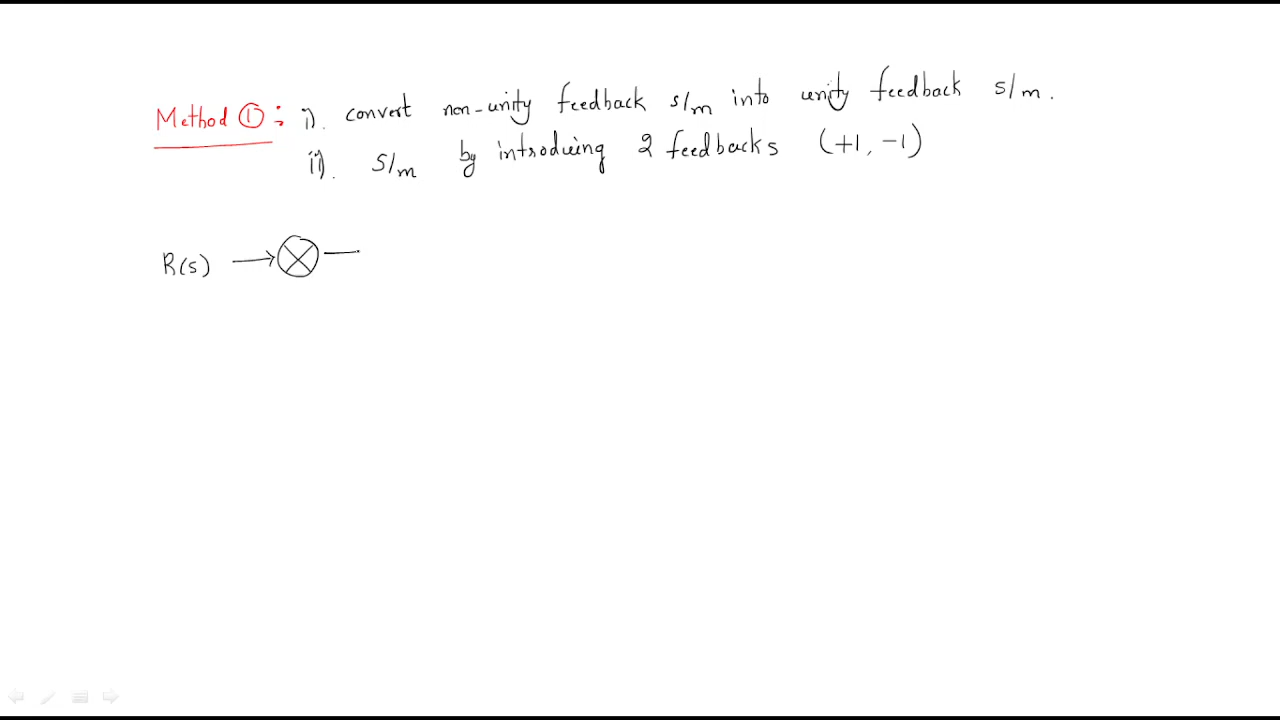 Method ① : i). convert non-unity feedback s/m into unity feedback s/m.
ii). S/m by introducing 2 feedbacks (+1, -1)
R(s)